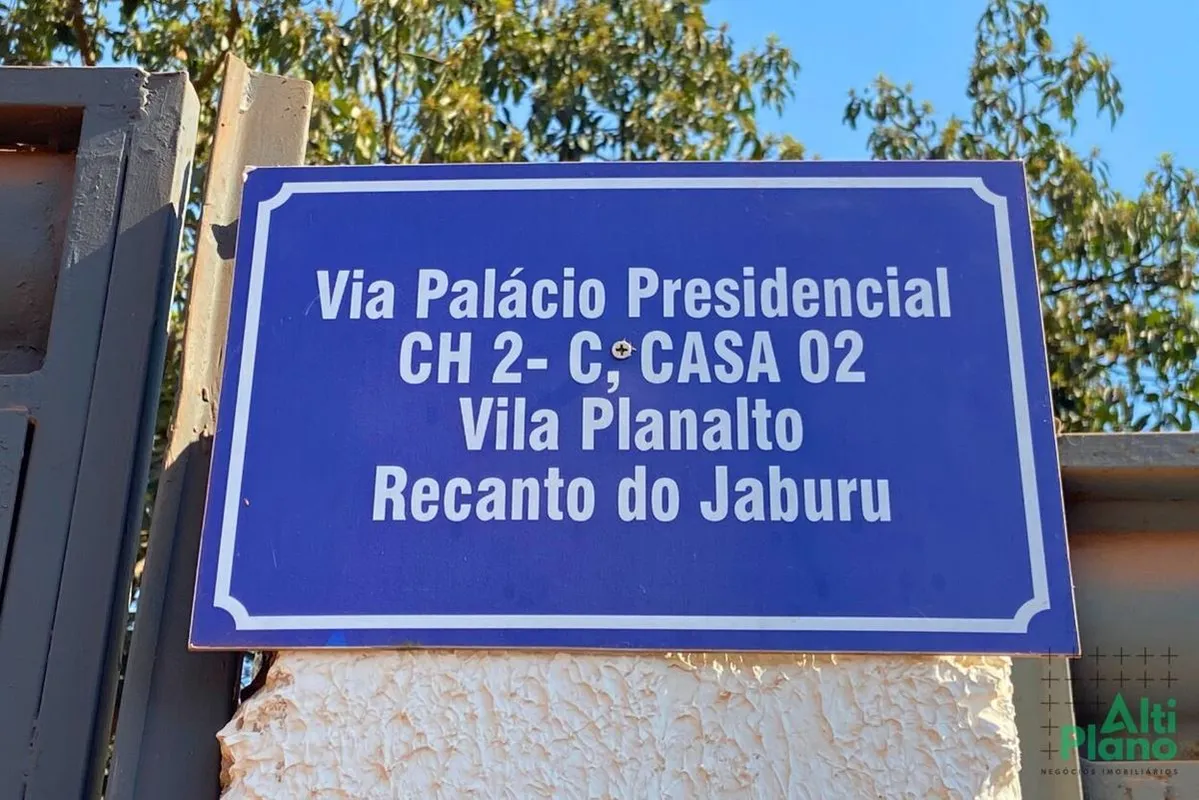 Via Palácio Presidencial
CH 2- C, CASA 02
Vila Planalto
Recanto do Jaburu
Alti
Plano
NEGÓCIOS IMOBILIÁRIOS